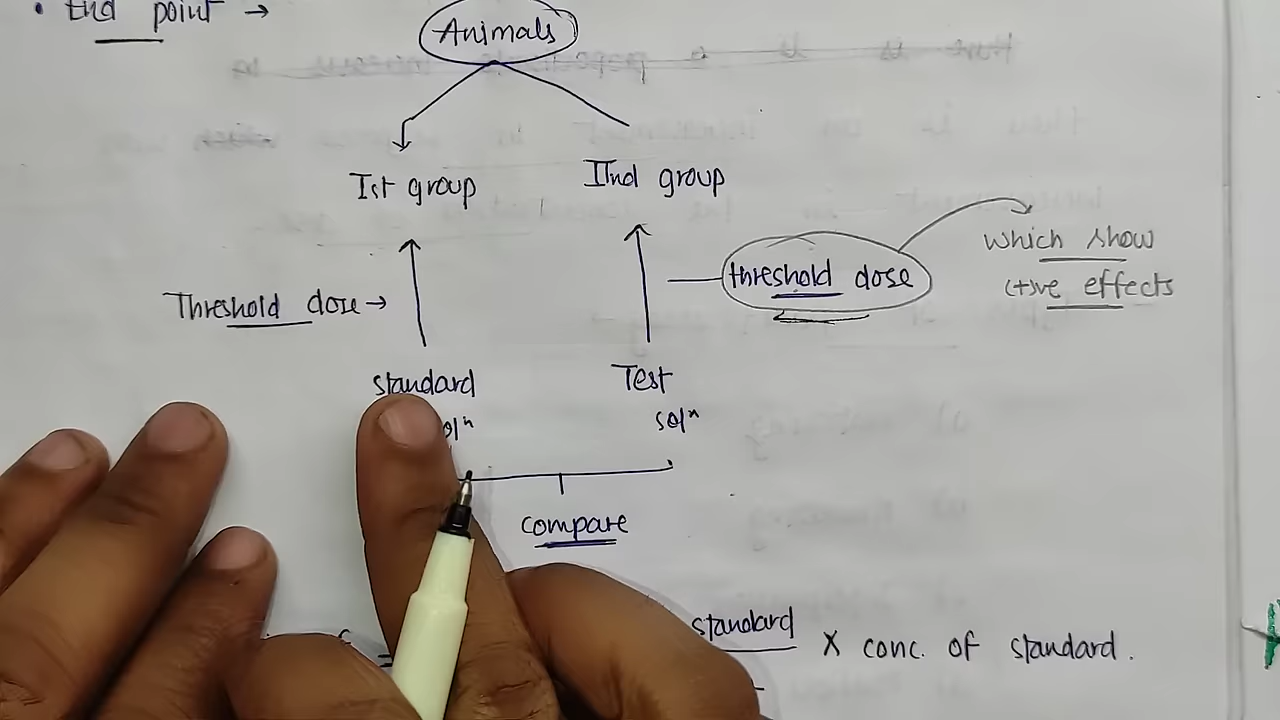 • End point →
Animals
Ist group
IInd group
Threshold dose →
threshold dose
which show
(+)ve effects
standard
Test
solⁿ
compare
standard
X conc. of standard.